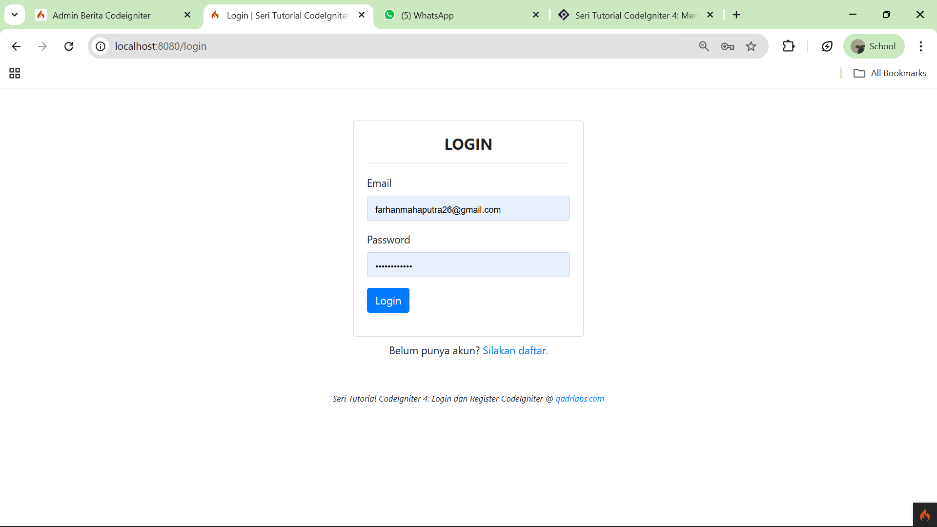 Admin Berita Codeigniter
Login | Seri Tutorial CodeIgniter
(5) WhatsApp
Seri Tutorial CodeIgniter 4: Mem
localhost:8080/login
School
All Bookmarks
LOGIN
Email
farhanmahaputra26@gmail.com
Password
••••••••••••
Login
Belum punya akun? Silakan daftar.
Seri Tutorial CodeIgniter 4: Login dan Register CodeIgniter @ qadrlabs.com